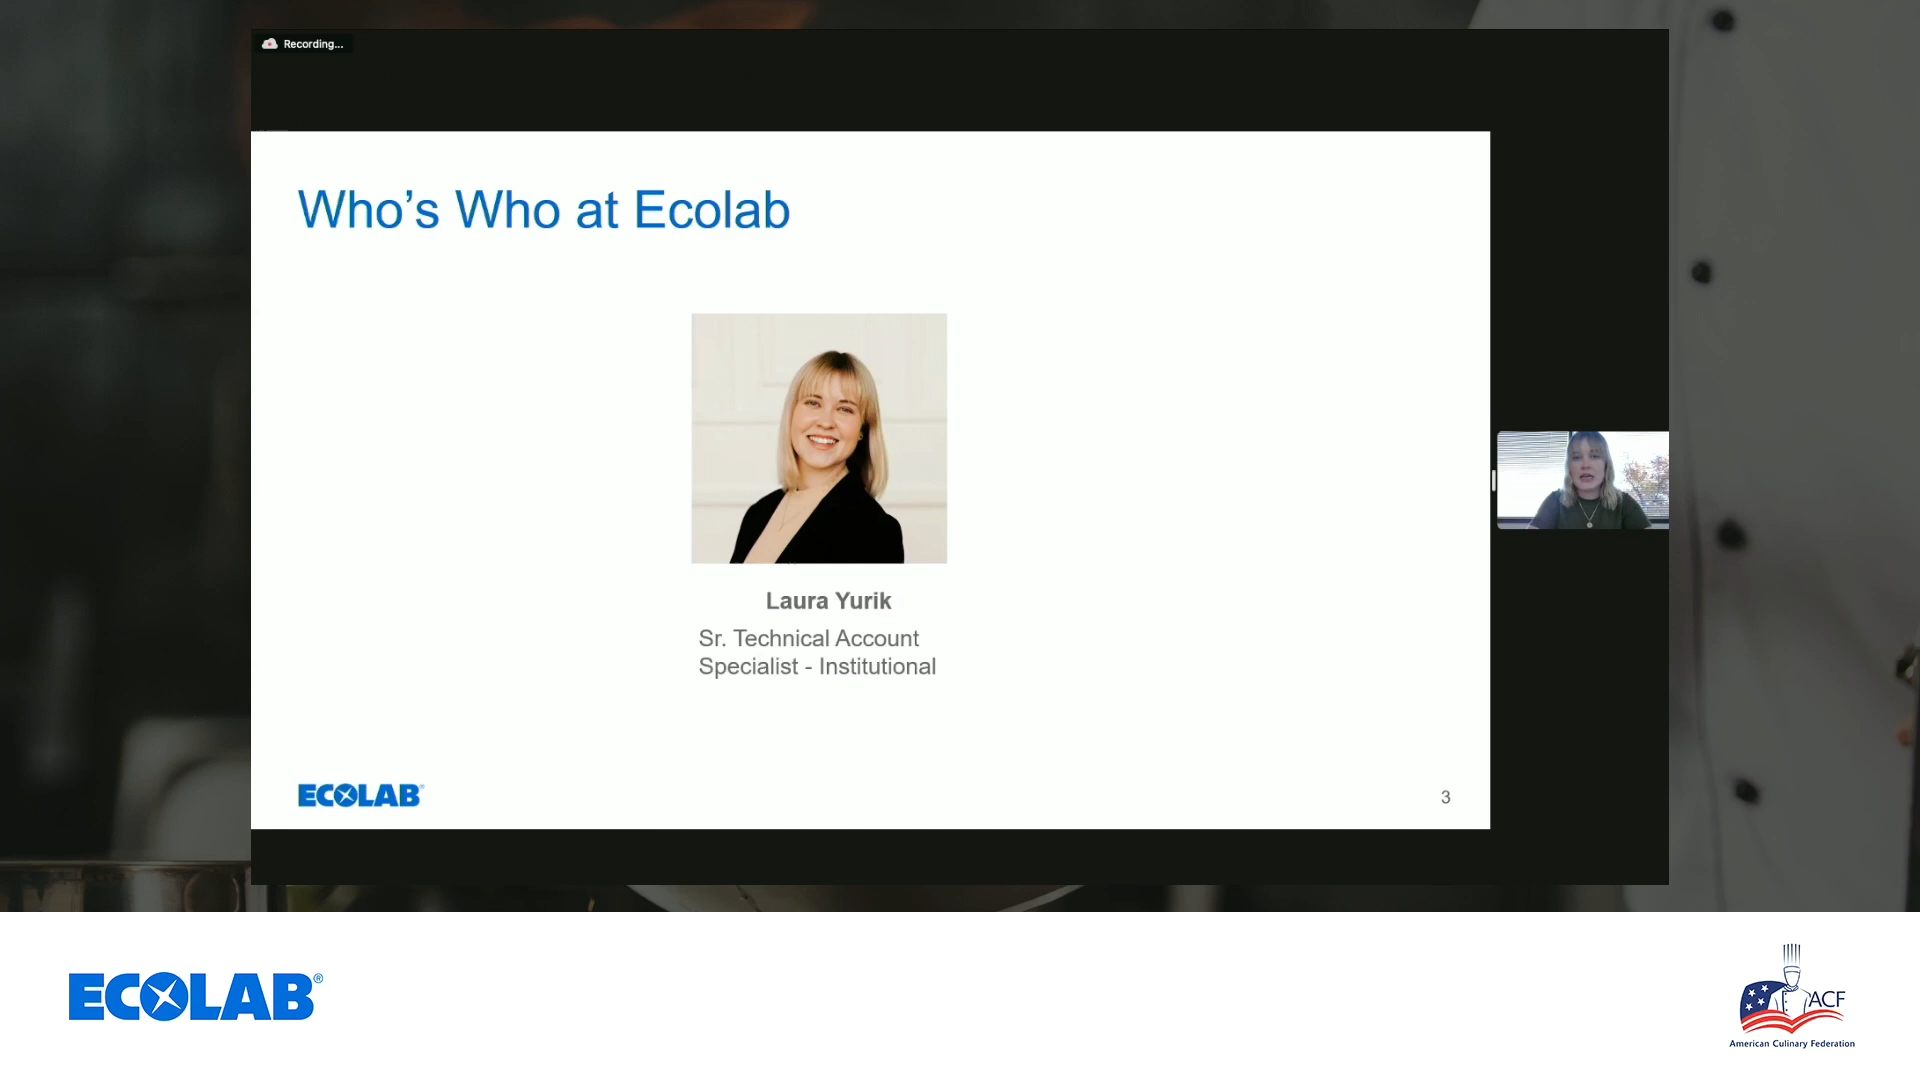 Recording...
Who's Who at Ecolab
Laura Yurik
Sr. Technical Account
Specialist - Institutional
ECOLAB®
3
ECOLAB®
ACF
American Culinary Federation